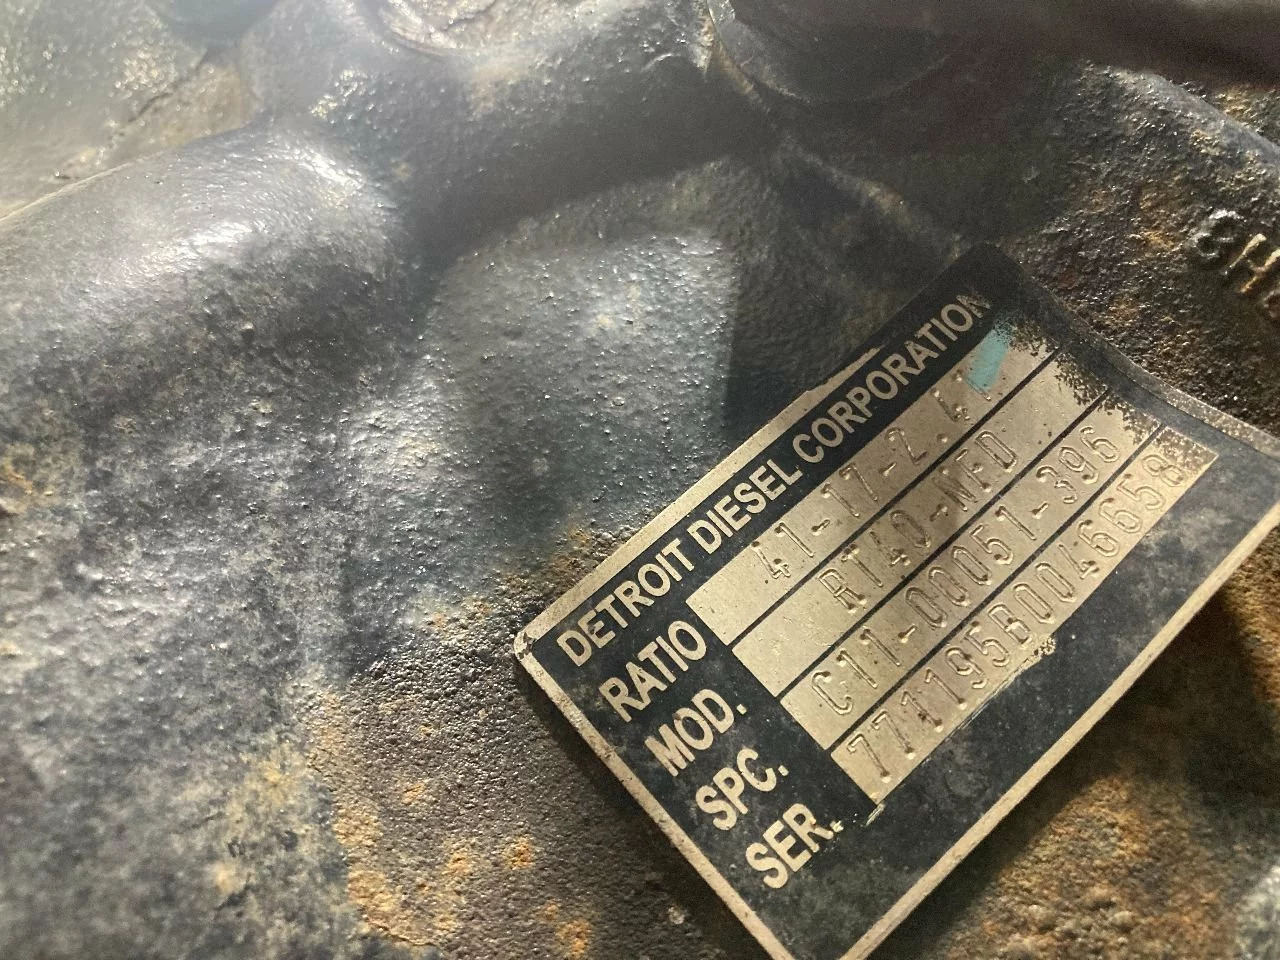 DETROIT DIESEL CORPORATION
RATIO 41-17-2.41
MOD. RT40-NFD
SPC. C11-00051-396
SER. 771195B0046658